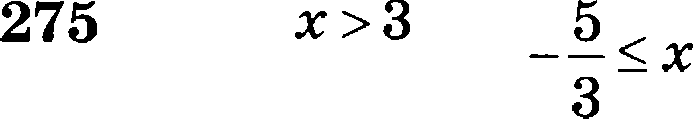 275 x > 3 -5/3 ≤ x